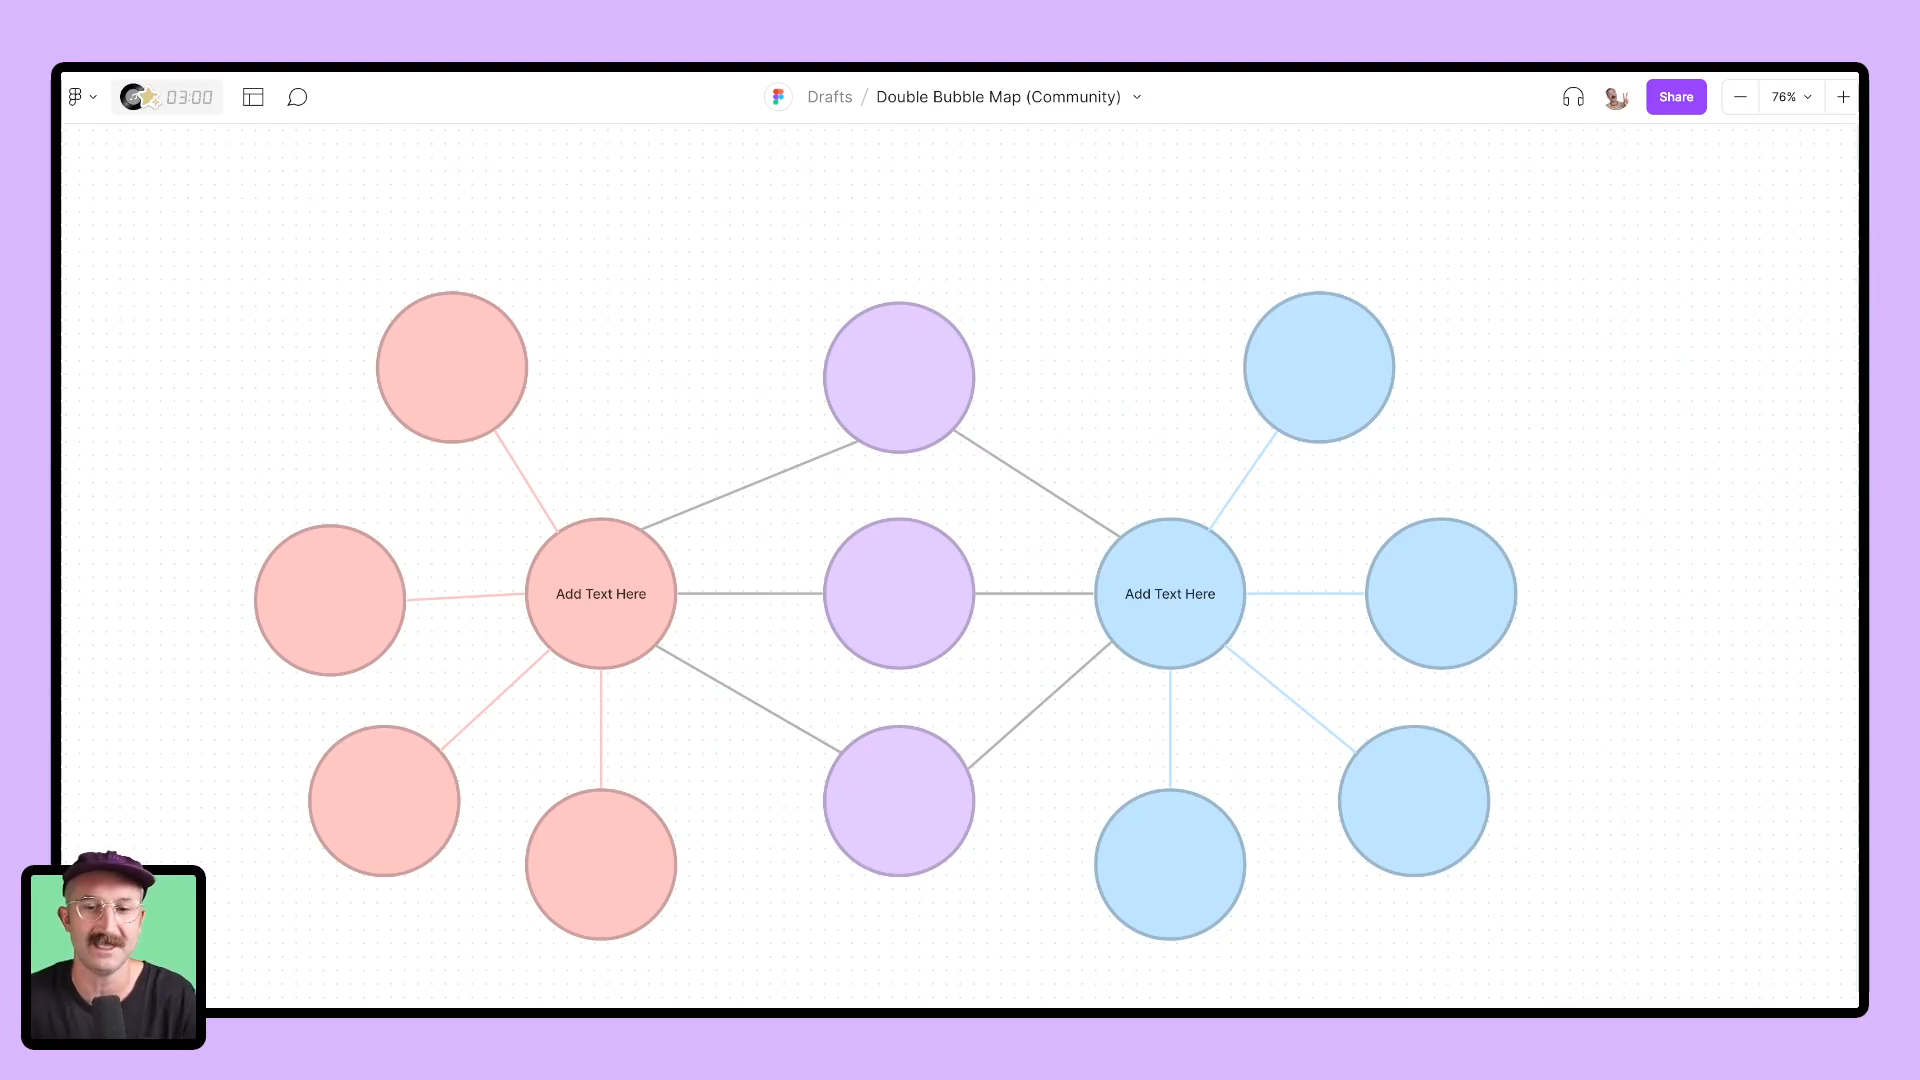 03:00
Drafts / Double Bubble Map (Community)
Share
76%
Add Text Here
Add Text Here